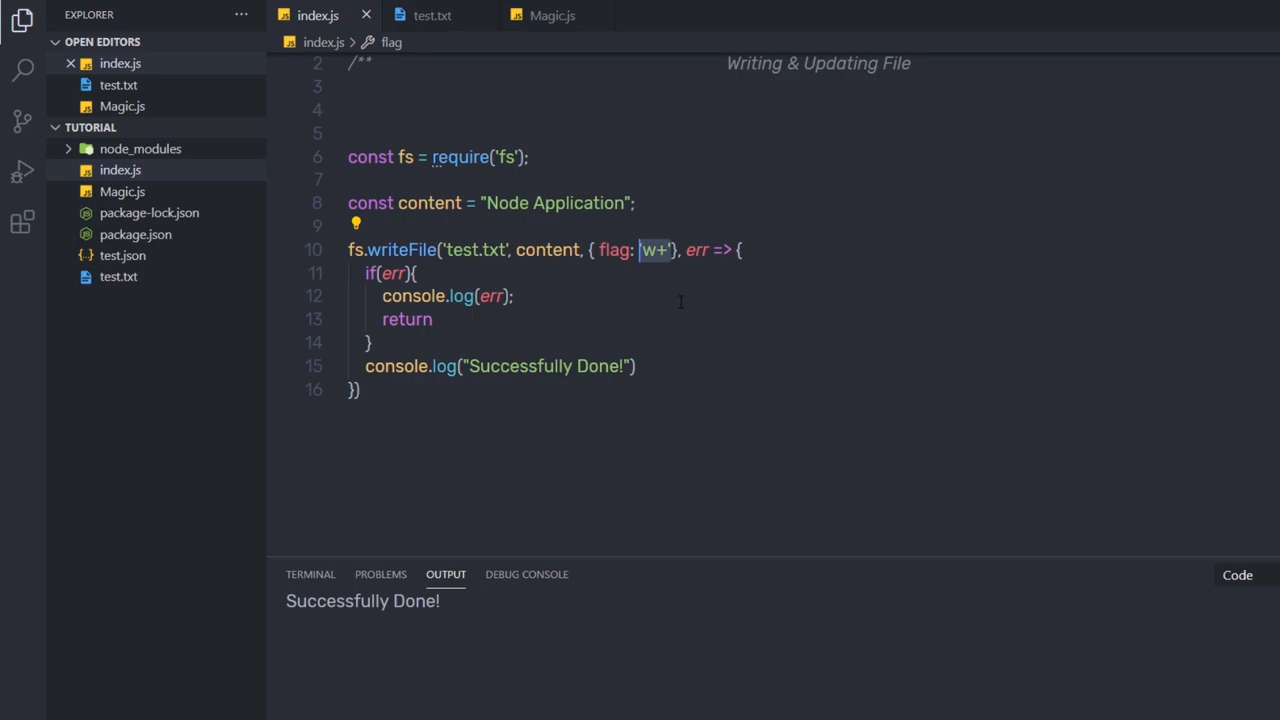 EXPLORER
···
OPEN EDITORS
index.js
test.txt
Magic.js
TUTORIAL
node_modules
index.js
Magic.js
package-lock.json
package.json
test.json
test.txt
index.js
test.txt
Magic.js
index.js > flag
2 /** Writing & Updating File
3
4
5
6 const fs = require('fs');
7
8 const content = "Node Application";
9
10 fs.writeFile('test.txt', content, { flag: 'w+'}, err => {
11 if(err){
12 console.log(err);
13 return
14 }
15 console.log("Successfully Done!")
16 })
TERMINAL PROBLEMS OUTPUT DEBUG CONSOLE
Code
Successfully Done!